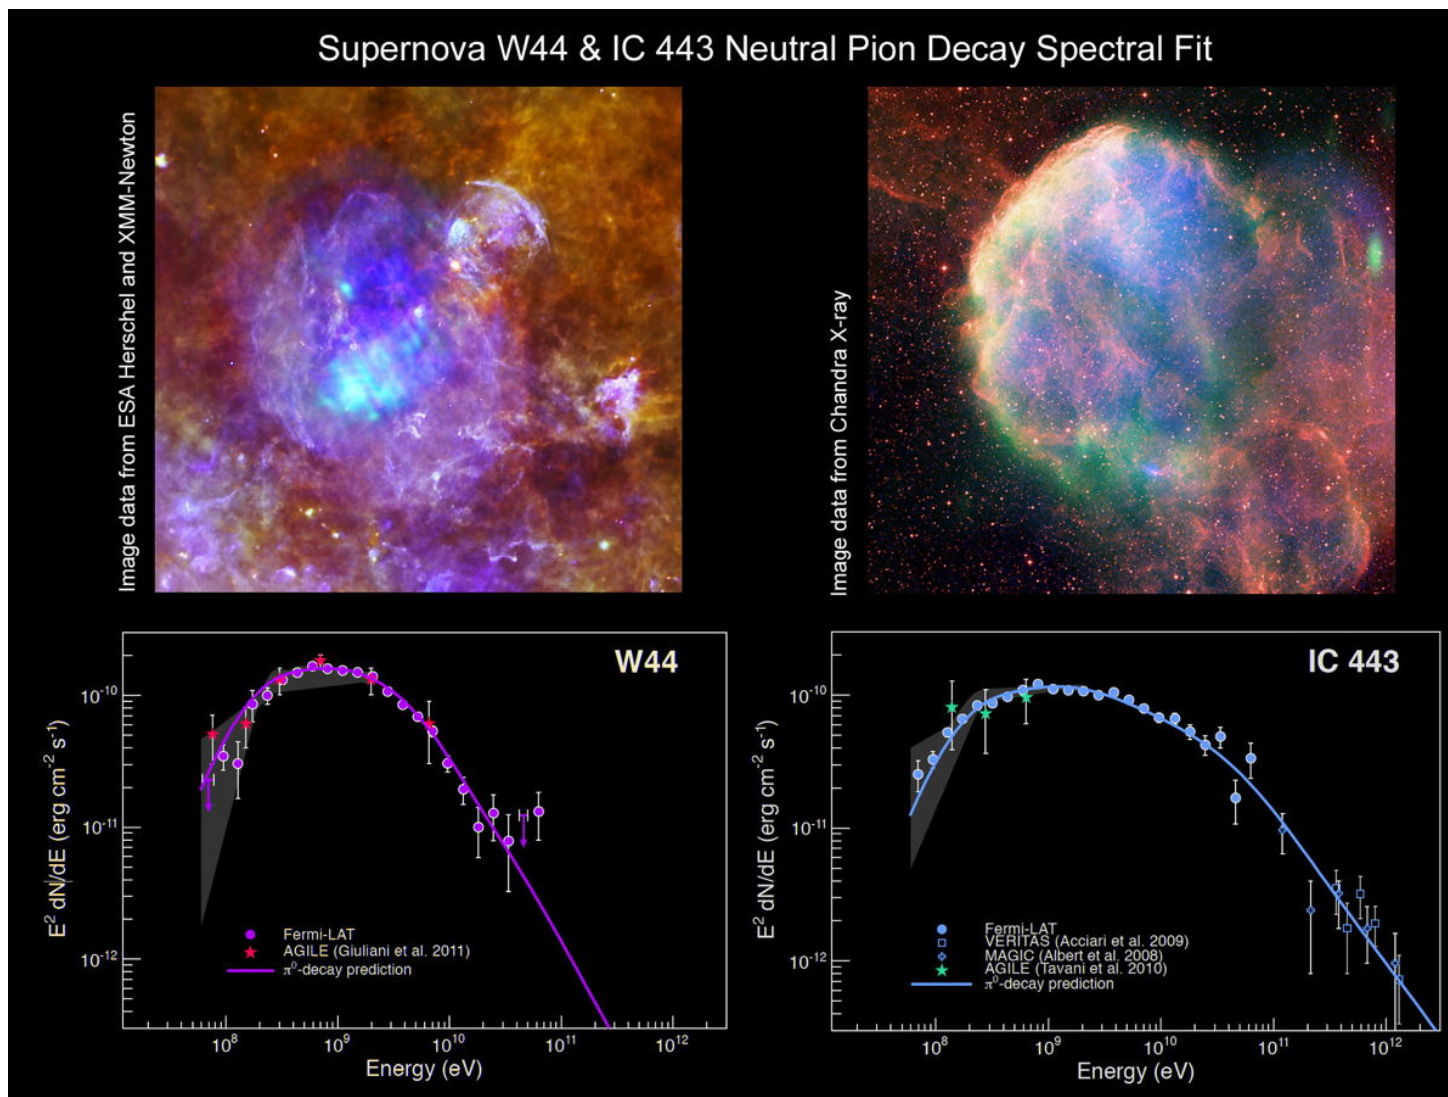 Supernova W44 & IC 443 Neutral Pion Decay Spectral Fit
Image data from ESA Herschel and XMM-Newton
Image data from Chandra X-ray
W44
E² dN/dE (erg cm⁻² s⁻¹)
10⁻¹⁰
10⁻¹¹
10⁻¹²
Fermi-LAT
AGILE (Giuliani et al. 2011)
π⁰-decay prediction
10⁸
10⁹
10¹⁰
10¹¹
10¹²
Energy (eV)
IC 443
E² dN/dE (erg cm⁻² s⁻¹)
10⁻¹⁰
10⁻¹¹
10⁻¹²
Fermi-LAT
VERITAS (Acciari et al. 2009)
MAGIC (Albert et al. 2008)
AGILE (Tavani et al. 2010)
π⁰-decay prediction
10⁸
10⁹
10¹⁰
10¹¹
10¹²
Energy (eV)